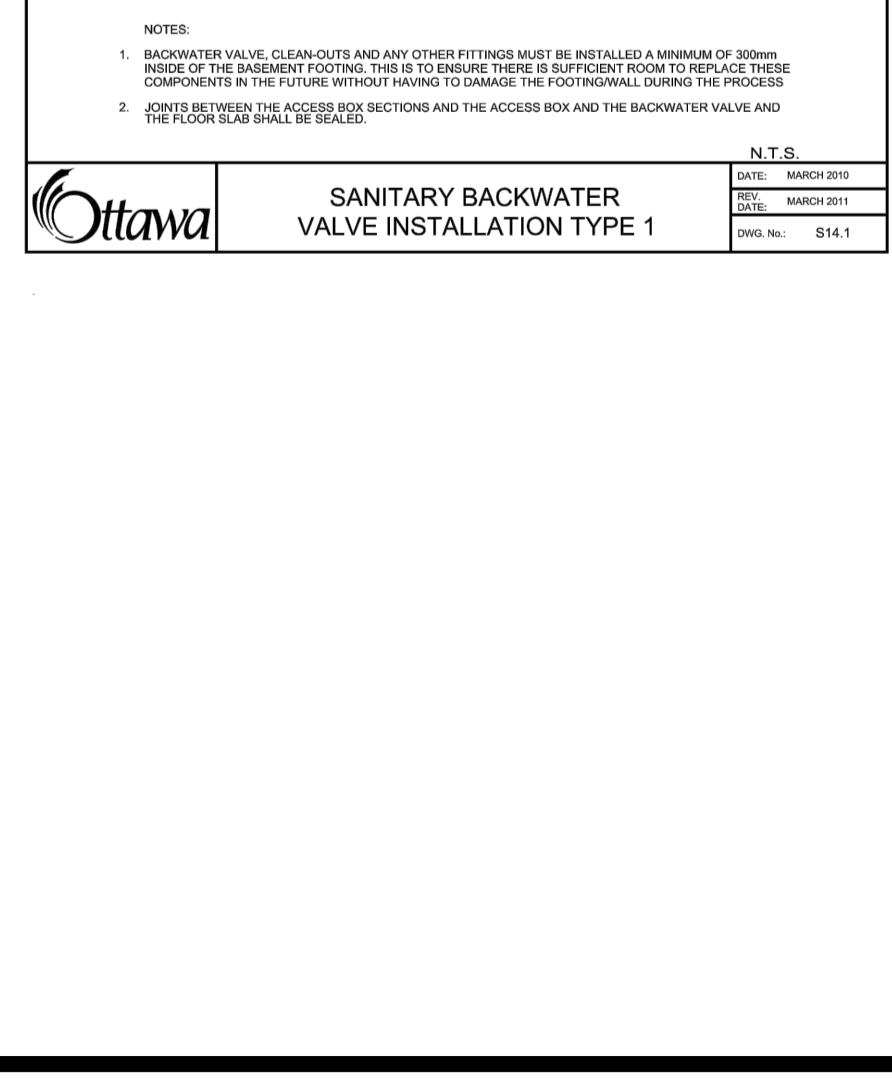 NOTES:
1. BACKWATER VALVE, CLEAN-OUTS AND ANY OTHER FITTINGS MUST BE INSTALLED A MINIMUM OF 300mm
INSIDE OF THE BASEMENT FOOTING. THIS IS TO ENSURE THERE IS SUFFICIENT ROOM TO REPLACE THESE
COMPONENTS IN THE FUTURE WITHOUT HAVING TO DAMAGE THE FOOTING/WALL DURING THE PROCESS
2. JOINTS BETWEEN THE ACCESS BOX SECTIONS AND THE ACCESS BOX AND THE BACKWATER VALVE AND
THE FLOOR SLAB SHALL BE SEALED.
N.T.S.
Ottawa
SANITARY BACKWATER
VALVE INSTALLATION TYPE 1
DATE: MARCH 2010
REV.
DATE: MARCH 2011
DWG. No.: S14.1